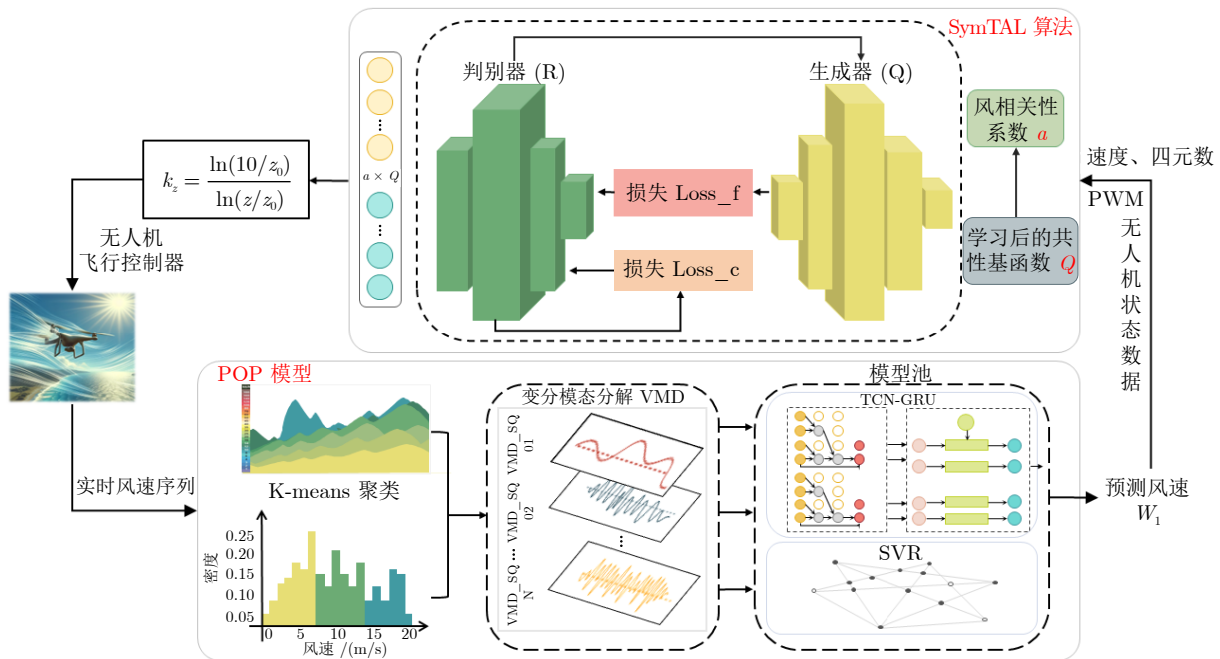 SymTAL 算法
判别器 (R)
生成器 (Q)
a × Q
损失 Loss_f
损失 Loss_c
风相关性
系数 a
学习后的共
性基函数 Q
速度、四元数
PWM
无人机状态数据
k_z = ln(10/z_0) / ln(z/z_0)
无人机
飞行控制器
实时风速序列
POP 模型
K-means 聚类
密度
0.25
0.20
0.15
0.10
0.05
0 5 10 15 20
风速 /(m/s)
变分模态分解 VMD
VMD_SQ
01
VMD_SQ
02
VMD_SQ
N
模型池
TCN-GRU
SVR
预测风速
W_1